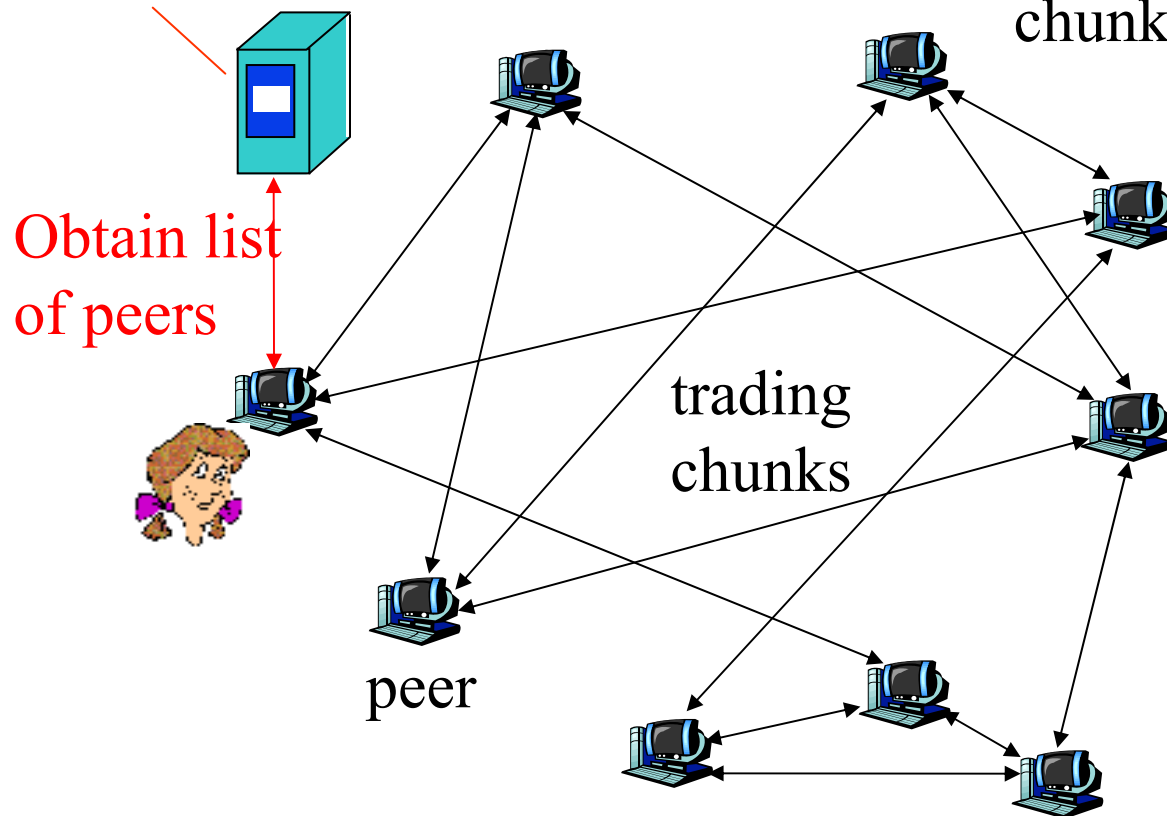 chunk
Obtain list
of peers
trading
chunks
peer